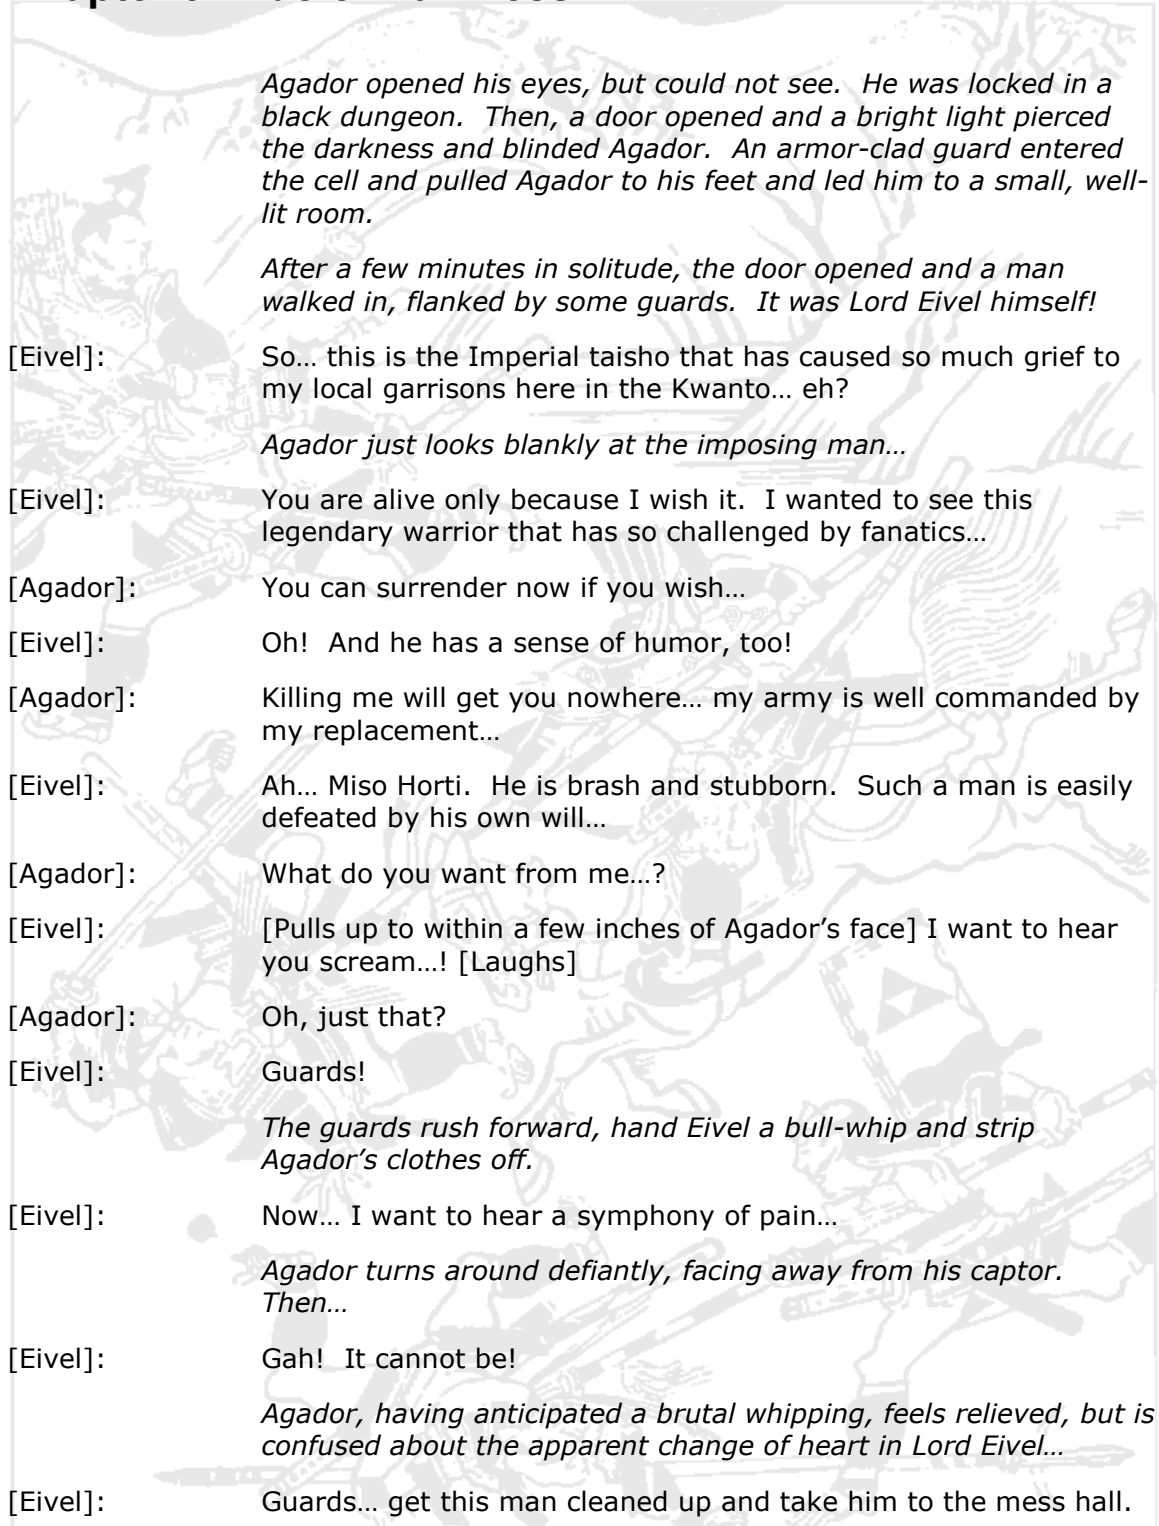 Agador opened his eyes, but could not see. He was locked in a
black dungeon. Then, a door opened and a bright light pierced
the darkness and blinded Agador. An armor-clad guard entered
the cell and pulled Agador to his feet and led him to a small, well-
lit room.
After a few minutes in solitude, the door opened and a man
walked in, flanked by some guards. It was Lord Eivel himself!
[Eivel]: So… this is the Imperial taisho that has caused so much grief to
my local garrisons here in the Kwanto… eh?
Agador just looks blankly at the imposing man…
[Eivel]: You are alive only because I wish it. I wanted to see this
legendary warrior that has so challenged by fanatics…
[Agador]: You can surrender now if you wish…
[Eivel]: Oh! And he has a sense of humor, too!
[Agador]: Killing me will get you nowhere… my army is well commanded by
my replacement…
[Eivel]: Ah… Miso Horti. He is brash and stubborn. Such a man is easily
defeated by his own will…
[Agador]: What do you want from me…?
[Eivel]: [Pulls up to within a few inches of Agador’s face] I want to hear
you scream…! [Laughs]
[Agador]: Oh, just that?
[Eivel]: Guards!
The guards rush forward, hand Eivel a bull-whip and strip
Agador’s clothes off.
[Eivel]: Now… I want to hear a symphony of pain…
Agador turns around defiantly, facing away from his captor.
Then…
[Eivel]: Gah! It cannot be!
Agador, having anticipated a brutal whipping, feels relieved, but is
confused about the apparent change of heart in Lord Eivel…
[Eivel]: Guards… get this man cleaned up and take him to the mess hall.